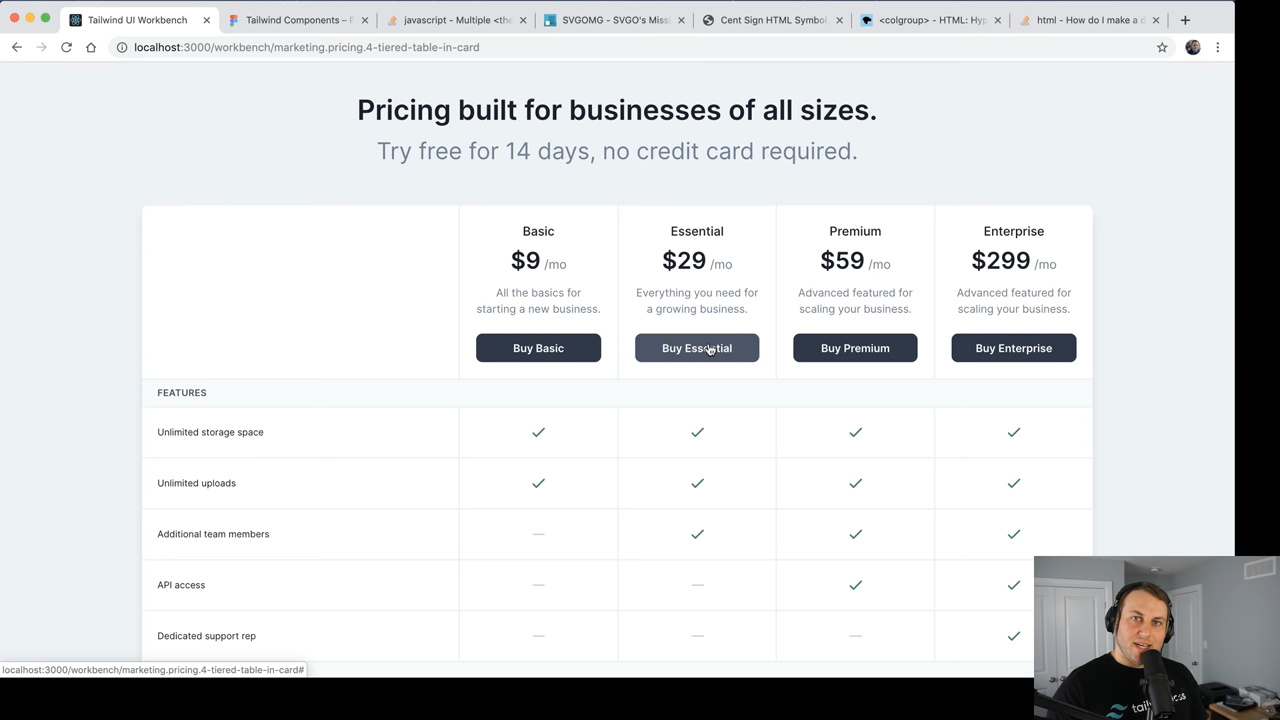 Tailwind UI Workbench
Tailwind Components – F
javascript - Multiple <the
SVGOMG - SVGO's Miss
Cent Sign HTML Symbol,
<colgroup> - HTML: Hyp
html - How do I make a d
localhost:3000/workbench/marketing.pricing.4-tiered-table-in-card
Pricing built for businesses of all sizes.
Try free for 14 days, no credit card required.
Basic
$9 /mo
All the basics for
starting a new business.
Buy Basic
Essential
$29 /mo
Everything you need for
a growing business.
Buy Essential
Premium
$59 /mo
Advanced featured for
scaling your business.
Buy Premium
Enterprise
$299 /mo
Advanced featured for
scaling your business.
Buy Enterprise
FEATURES
Unlimited storage space
Unlimited uploads
Additional team members
API access
Dedicated support rep
localhost:3000/workbench/marketing.pricing.4-tiered-table-in-card#